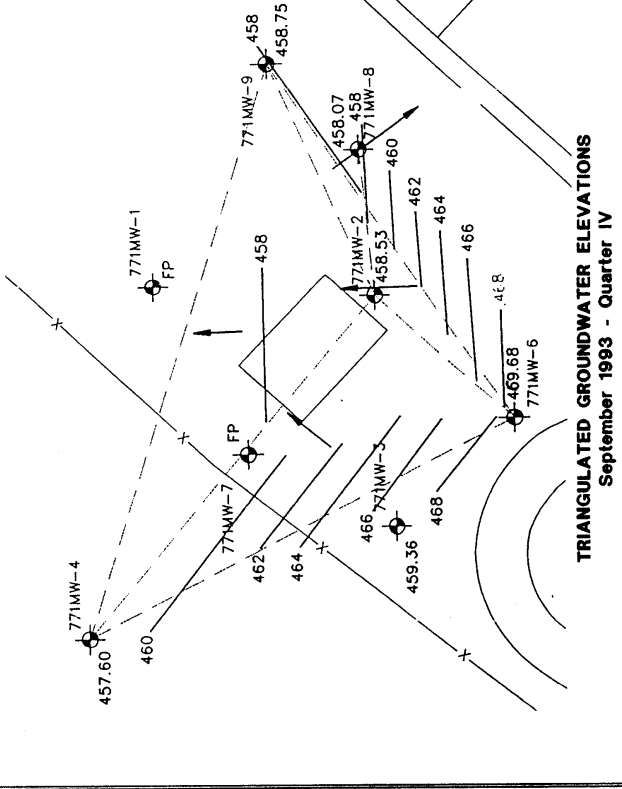 458
458.75
771MW-9
458.07
458
771MW-8
771MW-1
FP
460
462
464
466
468
771MW-2
458.53
458
FP
771MW-7
469.68
771MW-6
771MW-4
457.60
460
462
464
466
771MW-3
459.36
468
TRIANGULATED GROUNDWATER ELEVATIONS
September 1993 - Quarter IV